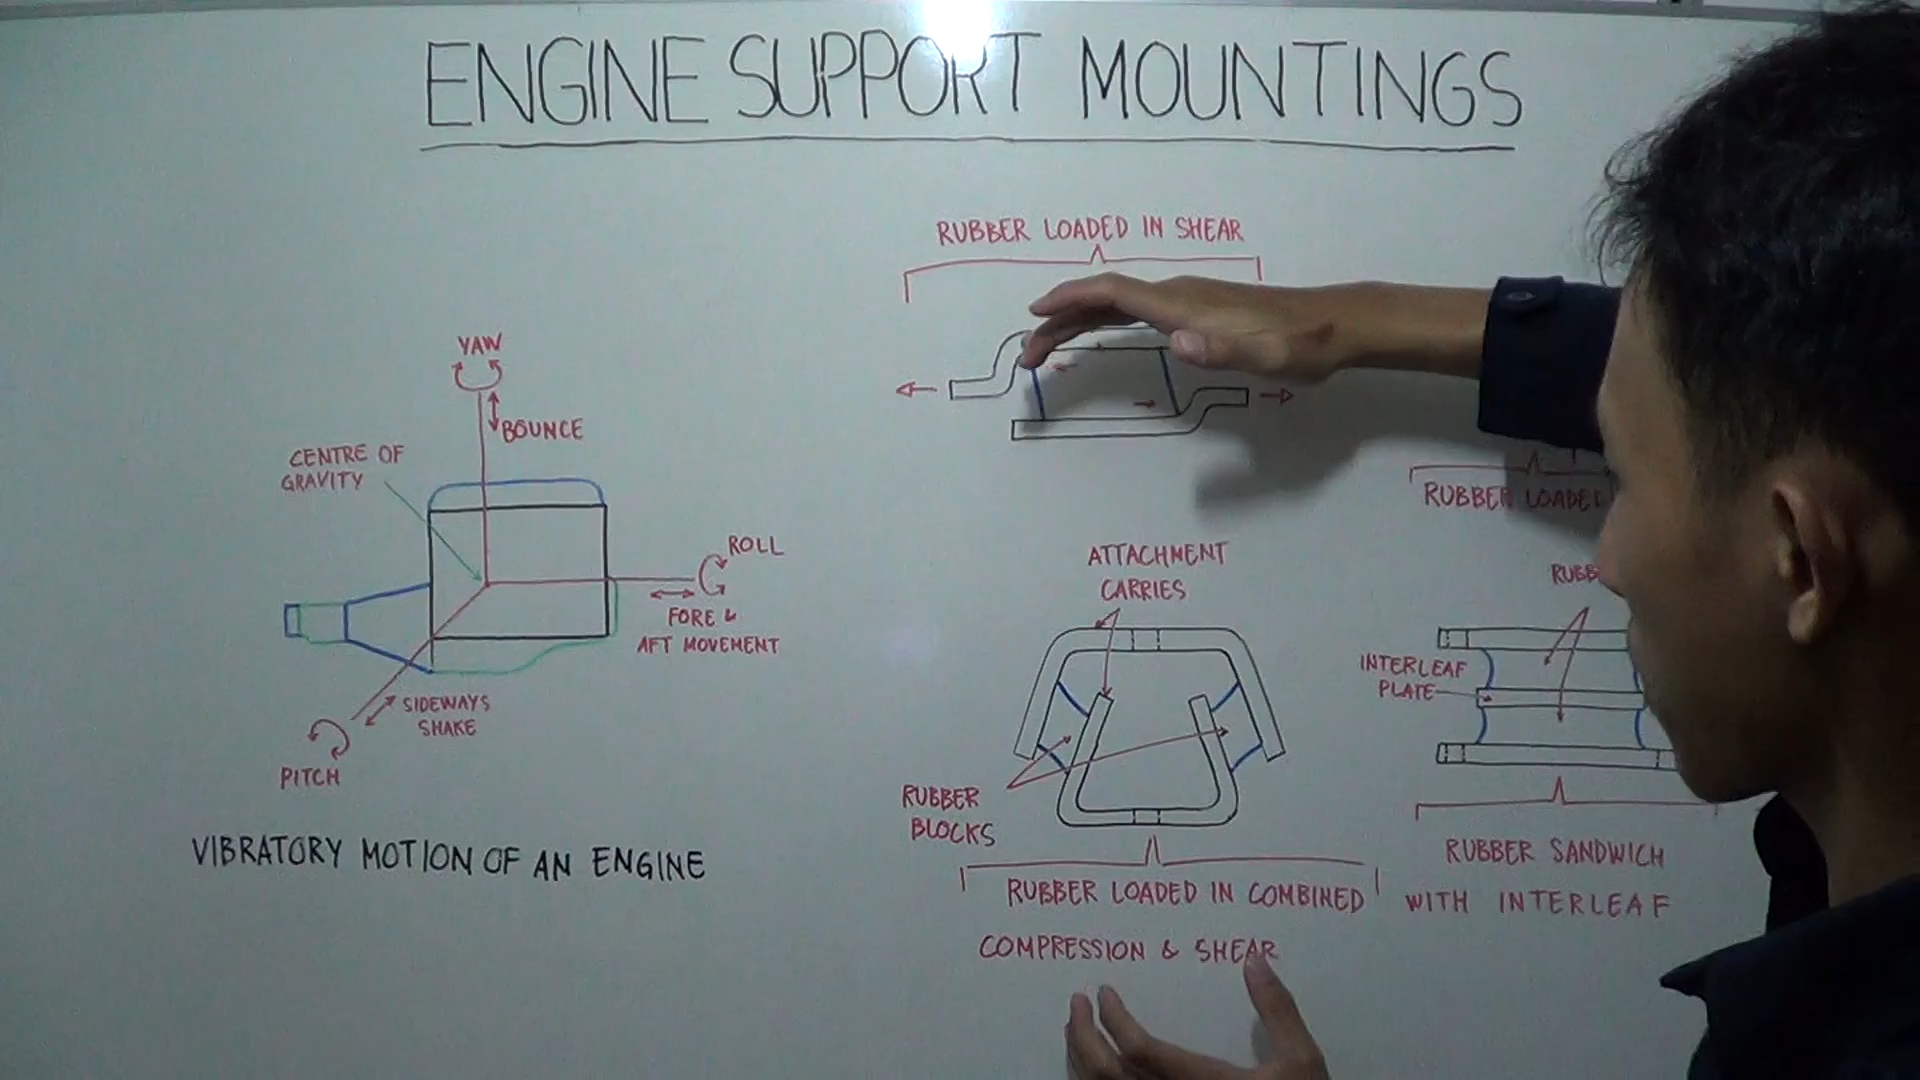 ENGINE SUPPORT MOUNTINGS
RUBBER LOADED IN SHEAR
YAW
BOUNCE
CENTRE OF
GRAVITY
ROLL
FORE &
AFT MOVEMENT
SIDEWAYS
SHAKE
PITCH
VIBRATORY MOTION OF AN ENGINE
RUBBER LOADED
ATTACHMENT
CARRIES
RUBBER
BLOCKS
RUBBER LOADED IN COMBINED
COMPRESSION & SHEAR
INTERLEAF
PLATE
RUBBER SANDWICH
WITH INTERLEAF